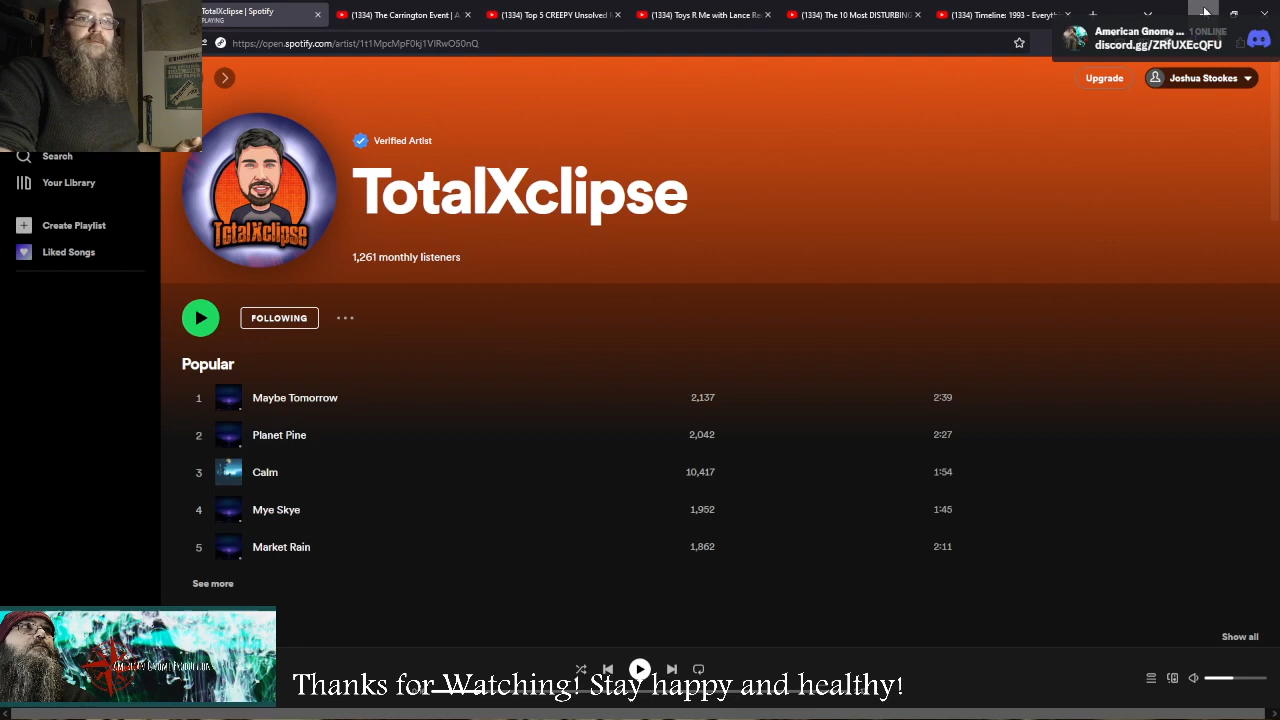 TotalXclipse | Spotify
PLAYING
(1334) The Carrington Event | A
(1334) Top 5 CREEPY Unsolved
(1334) Toys R Me with Lance Re
(1334) The 10 Most DISTURBING
(1334) Timeline: 1993 - Everyth
https://open.spotify.com/artist/1t1MpcMpF0kj1VIRwO50nQ
American Gnome ...
1 ONLINE
discord.gg/ZRfUXEcQFU
Upgrade
Joshua Stockes
Verified Artist
TotalXclipse
TotalXclipse
1,261 monthly listeners
Search
Your Library
Create Playlist
Liked Songs
FOLLOWING
Popular
1 Maybe Tomorrow 2,137 2:39
2 Planet Pine 2,042 2:27
3 Calm 10,417 1:54
4 Mye Skye 1,952 1:45
5 Market Rain 1,862 2:11
See more
Show all
Thanks for Watching! Stay happy and healthy!